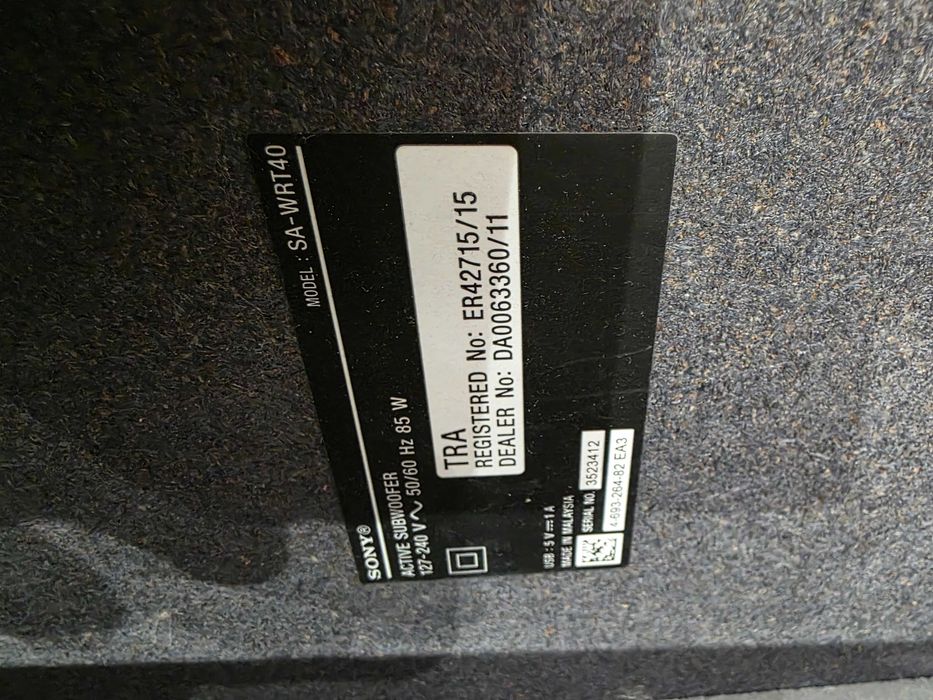 SONY®
MODEL : SA-WRT40
ACTIVE SUBWOOFER
127-240 V ~ 50/60 Hz 85 W
TRA
REGISTERED No: ER42715/15
DEALER No: DA0063360/11
USB : 5 V ⎓ 1 A
MADE IN MALAYSIA
SERIAL NO. 3523412
4-693-264-82 EA3